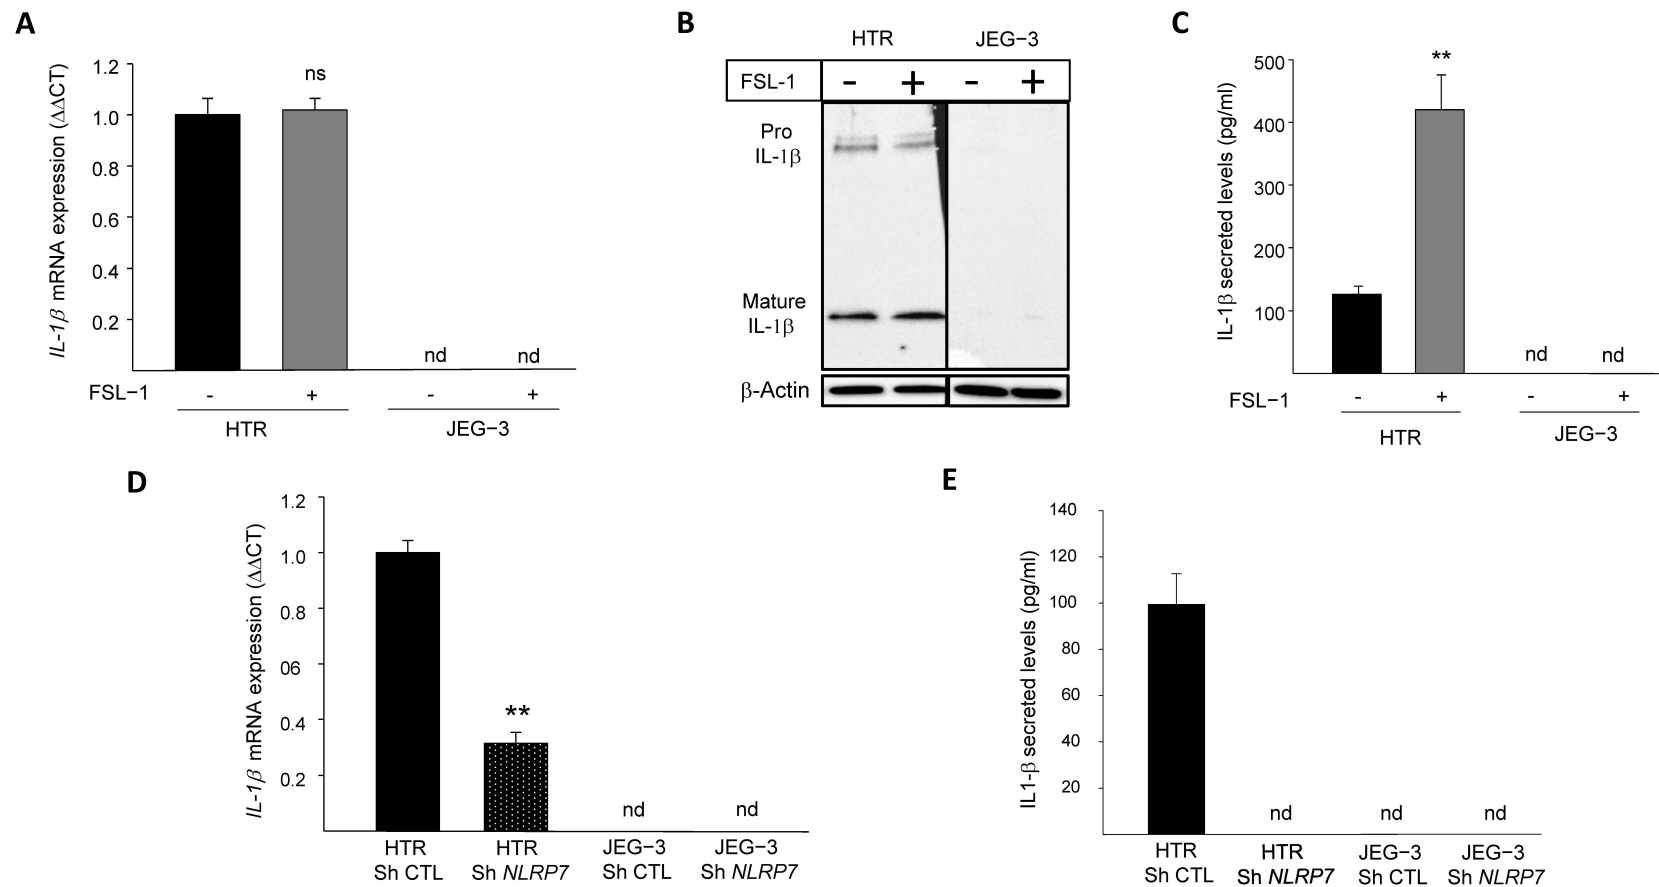 A
IL-1β mRNA expression (ΔΔCT)
1.2
1.0
0.8
0.6
0.4
0.2
ns
nd
nd
FSL−1
-
+
-
+
HTR
JEG−3
B
HTR
JEG−3
FSL-1
-
+
-
+
Pro
IL-1β
Mature
IL-1β
β-Actin
C
IL-1β secreted levels (pg/ml)
500
400
300
200
100
**
nd
nd
FSL−1
-
+
-
+
HTR
JEG−3
D
IL-1β mRNA expression (ΔΔCT)
1.2
1.0
0.8
06
0.4
0.2
**
nd
nd
HTR
Sh CTL
HTR
Sh NLRP7
JEG−3
Sh CTL
JEG−3
Sh NLRP7
E
IL1-β secreted levels (pg/ml)
140
120
100
80
60
40
20
nd
nd
nd
HTR
Sh CTL
HTR
Sh NLRP7
JEG−3
Sh CTL
JEG−3
Sh NLRP7